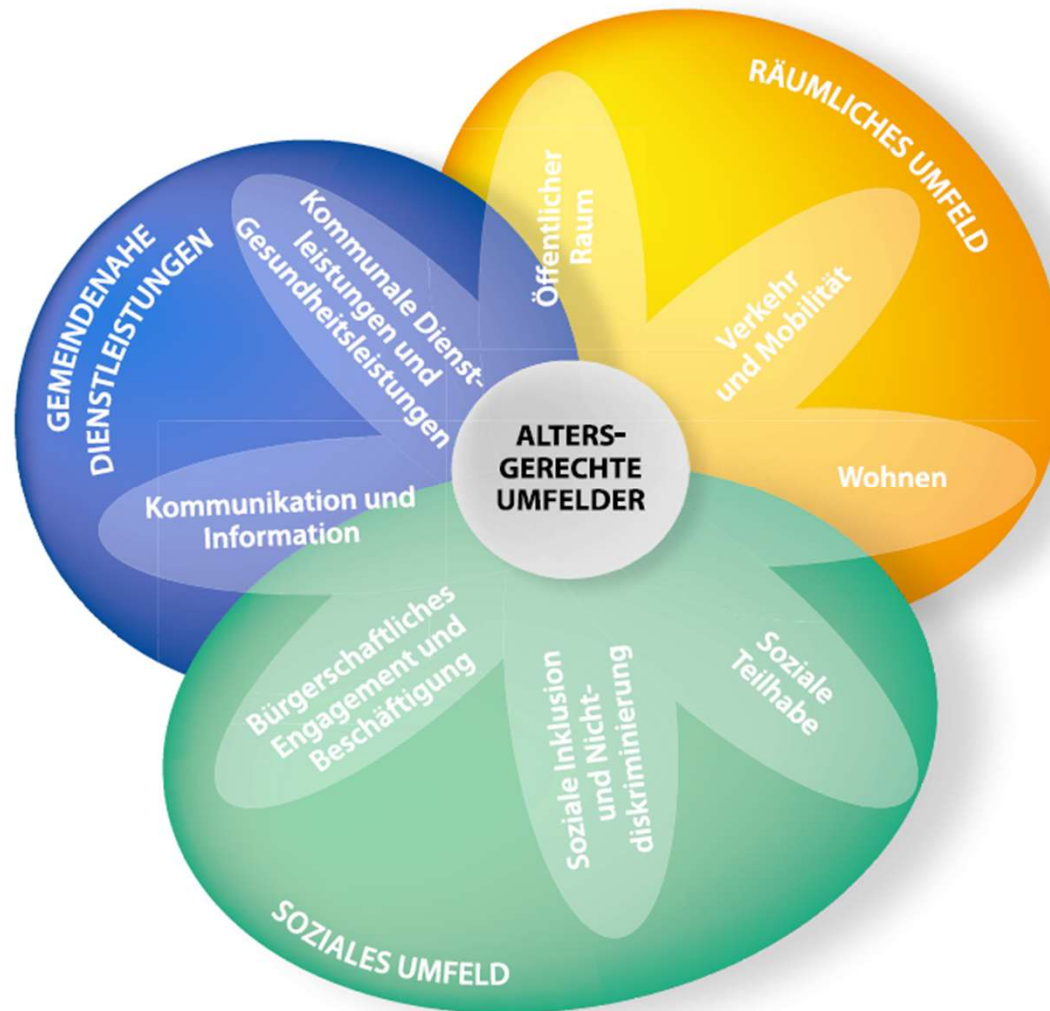 RÄUMLICHES UMFELD
Öffentlicher
Raum
Verkehr
und Mobilität
Wohnen
GEMEINDENAHE
DIENSTLEISTUNGEN
Kommunale Dienst-
leistungen und
Gesundheitsleistungen
Kommunikation und
Information
ALTERS-
GERECHTE
UMFELDER
Bürgerschaftliches
Engagement und
Beschäftigung
Soziale Inklusion
und Nicht-
diskriminierung
Soziale
Teilhabe
SOZIALES UMFELD